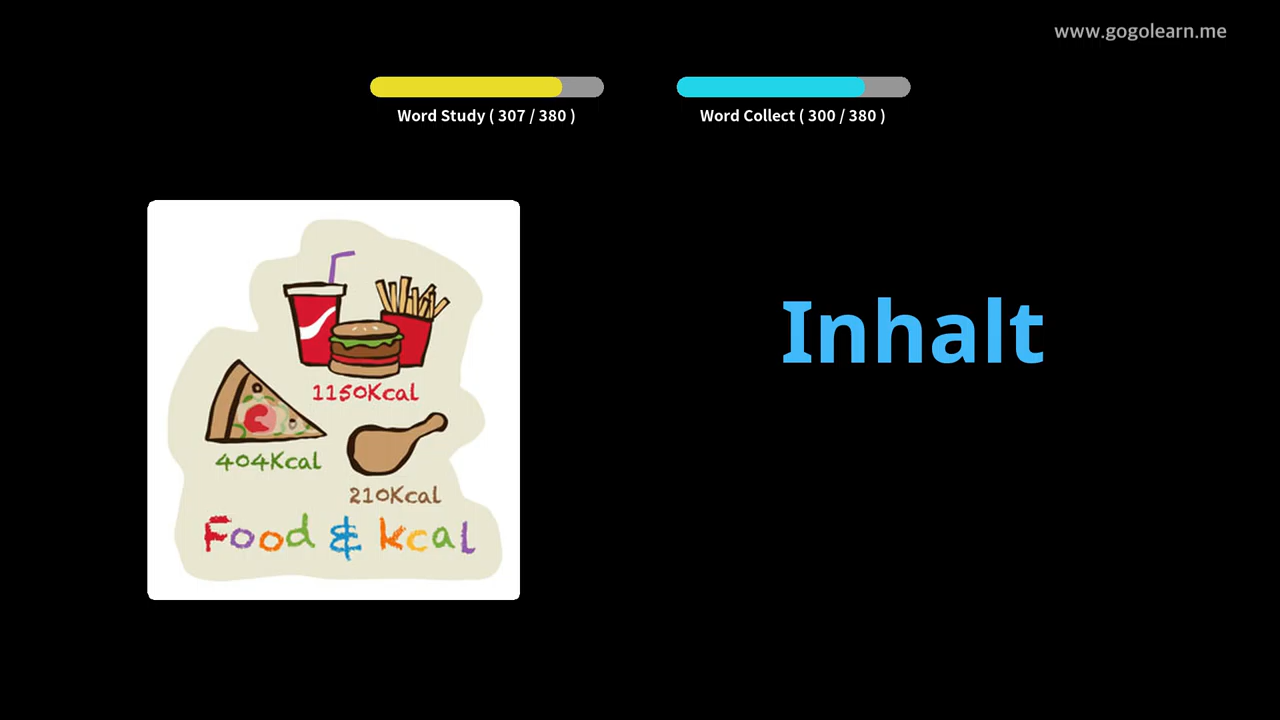 www.gogolearn.me
Word Study ( 307 / 380 )
Word Collect ( 300 / 380 )
Inhalt
1150Kcal
404Kcal
210Kcal
Food & kcal